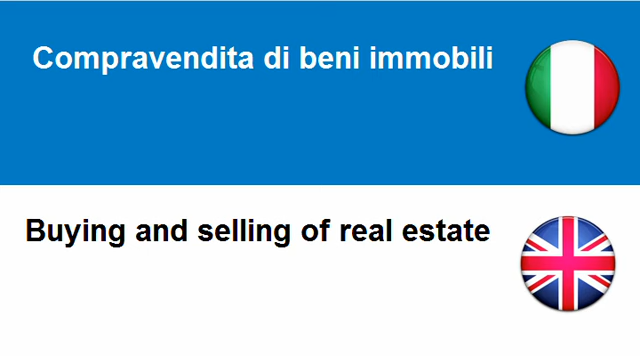 Compravendita di beni immobili
Buying and selling of real estate